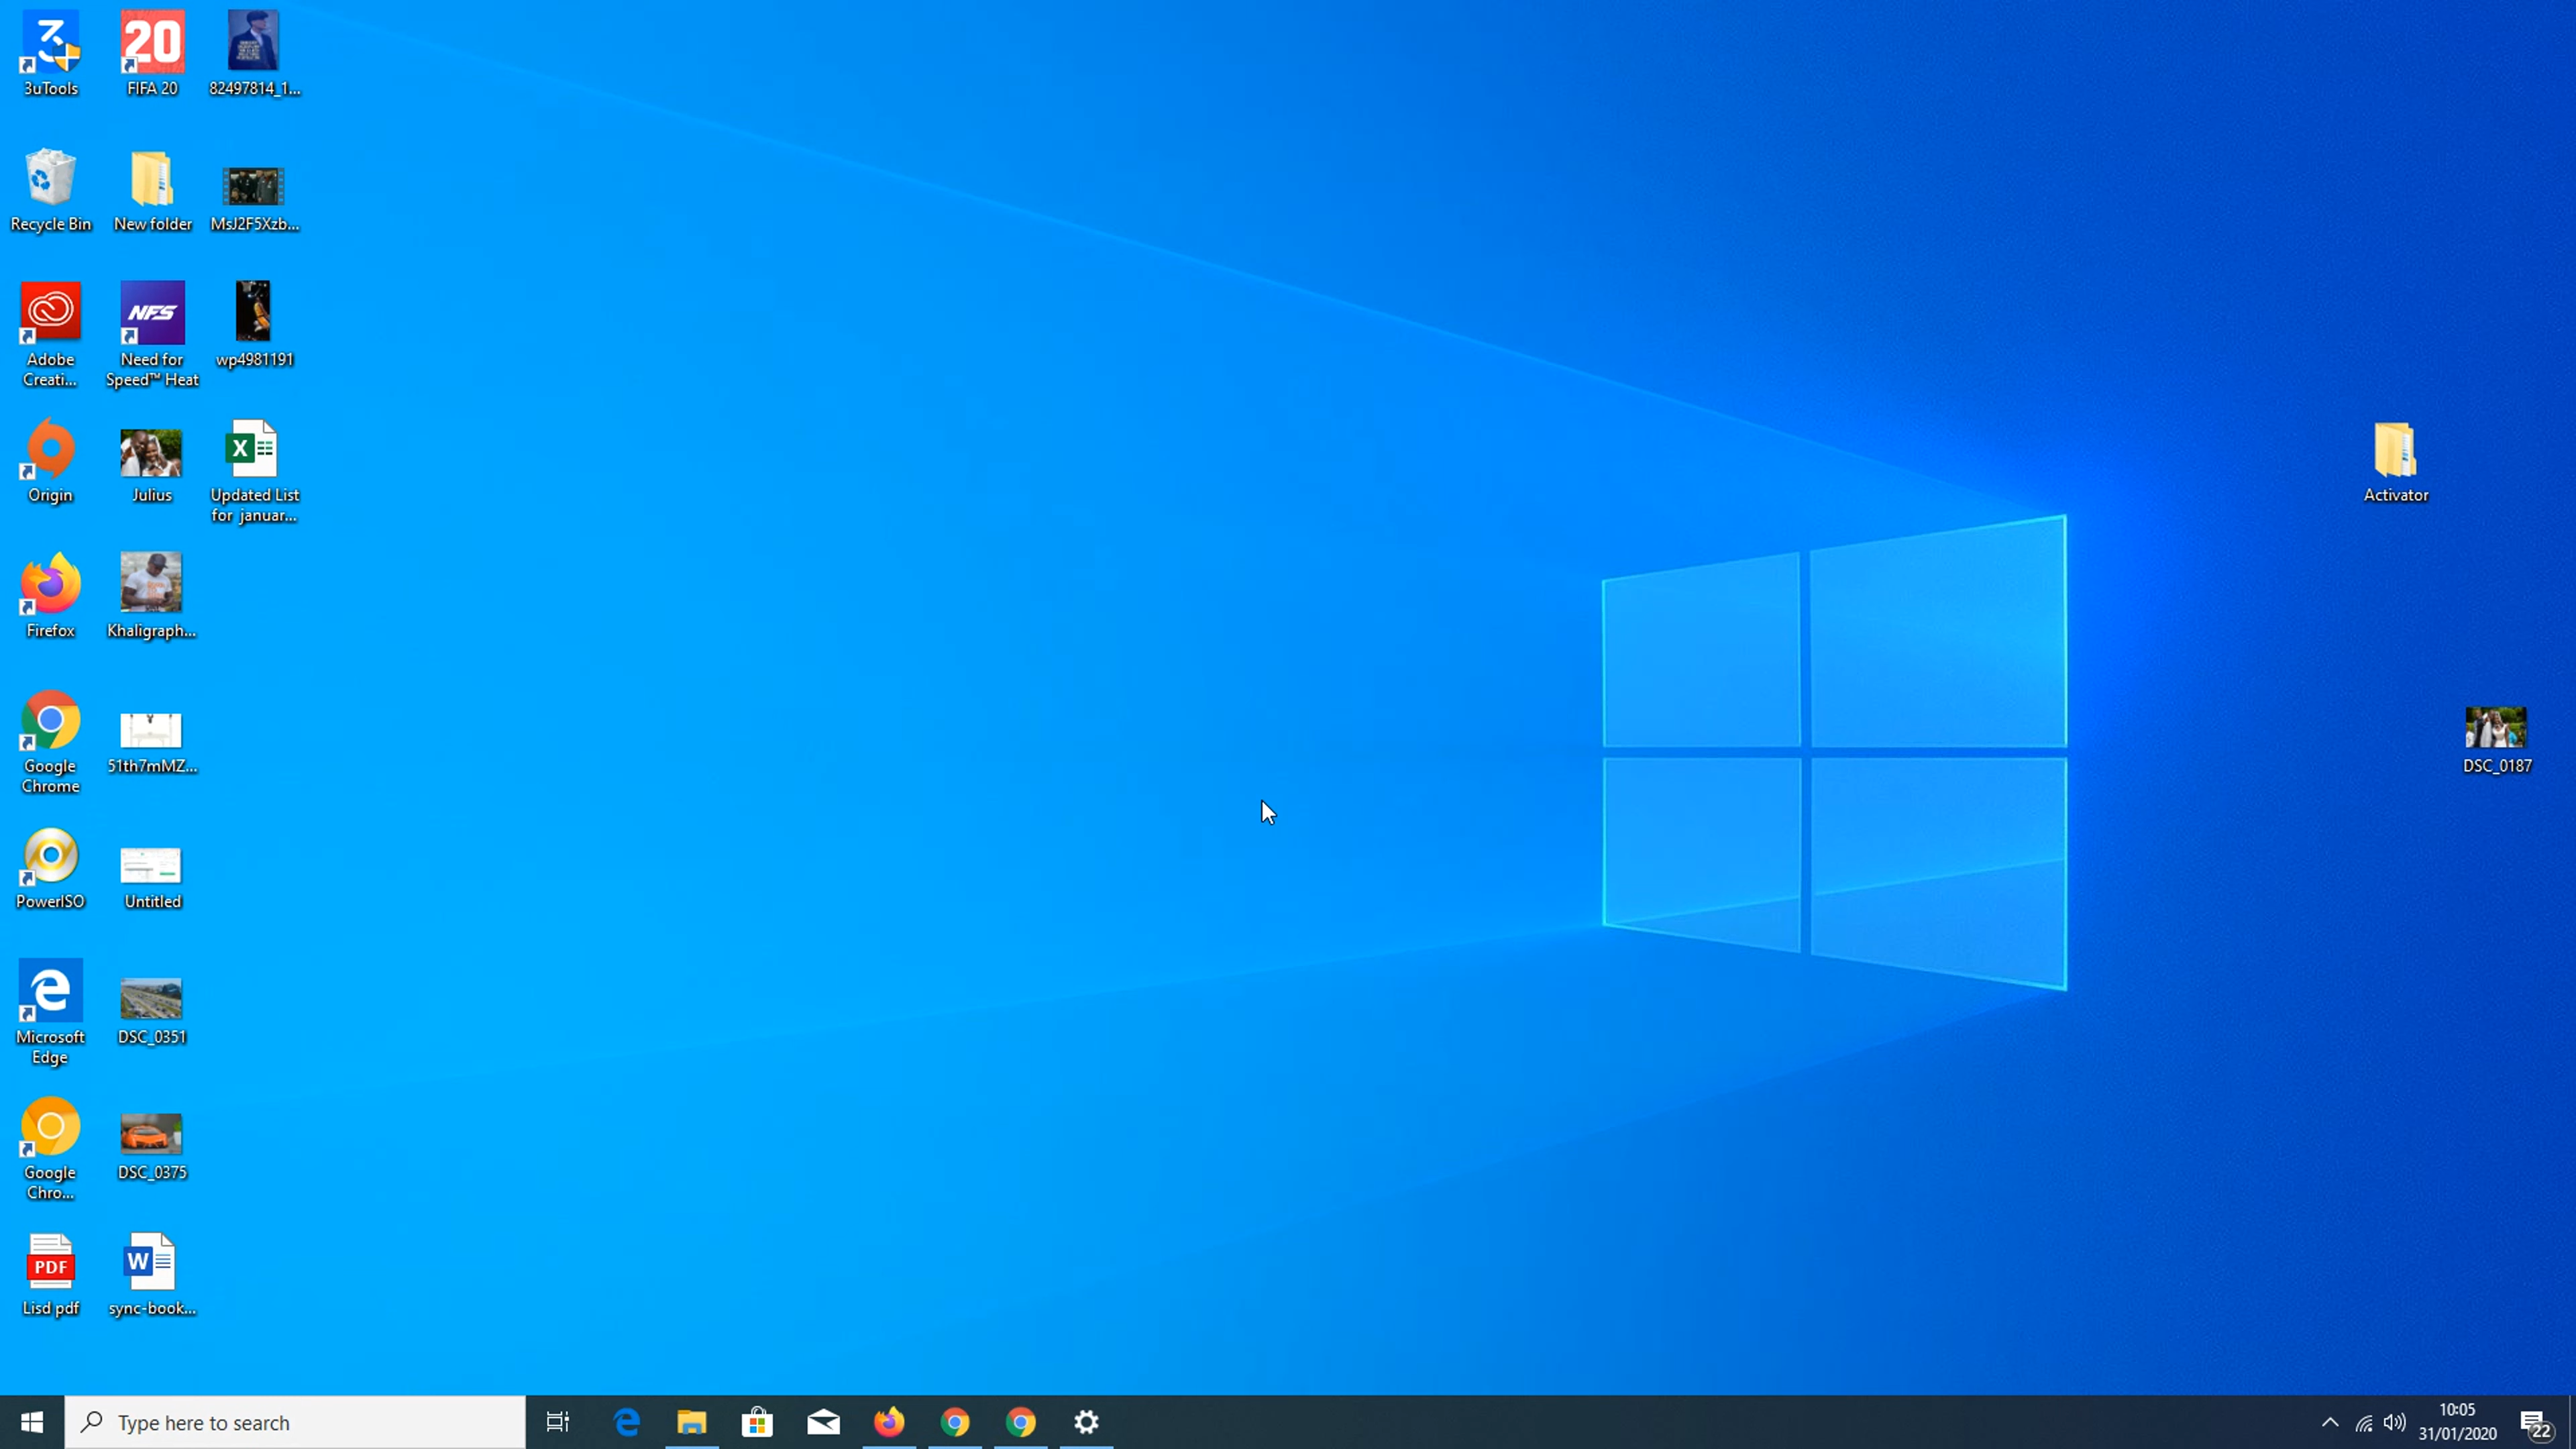 3uTools
20
FIFA 20
82497814_1...
Recycle Bin
New folder
MsJ2F5Xzb...
Adobe
Creati...
NFS
Need for
Speed™ Heat
wp4981191
Origin
Julius
X
Updated List
for januar...
Activator
Firefox
Khaligraph...
Google
Chrome
51th7mMZ...
DSC_0187
PowerISO
Untitled
Microsoft
Edge
DSC_0351
Google
Chro...
DSC_0375
PDF
Lisd pdf
W
sync-book...
Type here to search
10:05
31/01/2020
22